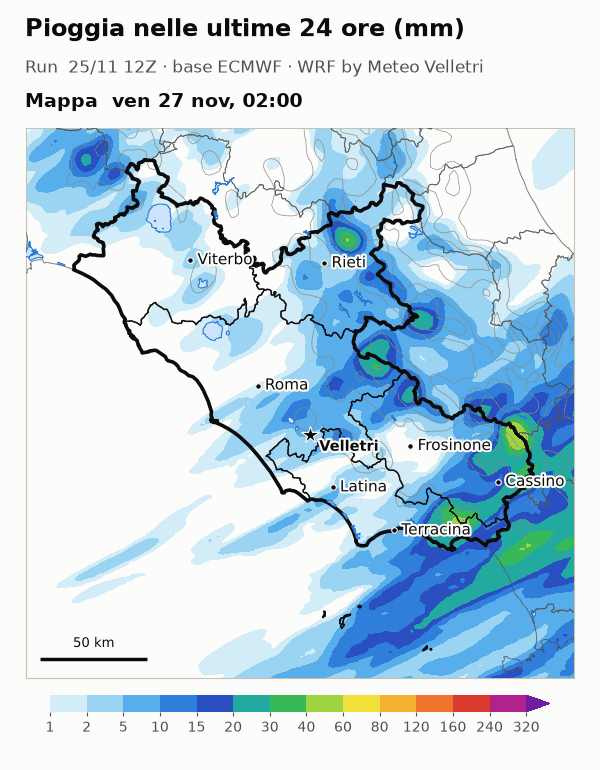 Pioggia nelle ultime 24 ore (mm)
Run  25/11 12Z · base ECMWF · WRF by Meteo Velletri
Mappa  ven 27 nov, 02:00
Viterbo
Rieti
Roma
Velletri
Frosinone
Latina
Cassino
Terracina
50 km
1 2 5 10 15 20 30 40 60 80 120 160 240 320